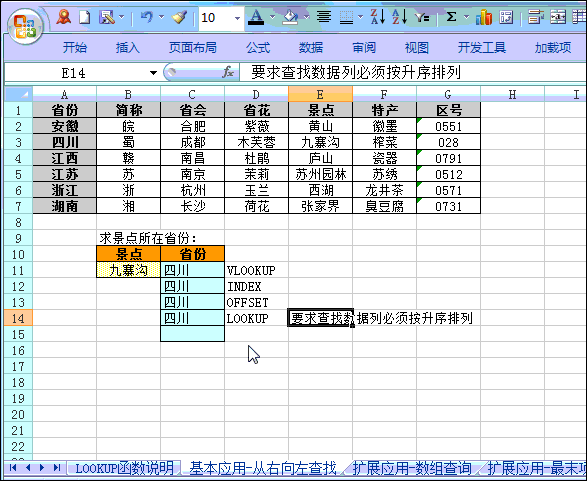 10
开始 插入 页面布局 公式 数据 审阅 视图 开发工具 加载项
E14 fx 要求查找数据列必须按升序排列
A B C D E F G H I
1 省份 简称 省会 省花 景点 特产 区号
2 安徽 皖 合肥 紫薇 黄山 徽墨 0551
3 四川 蜀 成都 木芙蓉 九寨沟 榨菜 028
4 江西 赣 南昌 杜鹃 庐山 瓷器 0791
5 江苏 苏 南京 茉莉 苏州园林 苏绣 0512
6 浙江 浙 杭州 玉兰 西湖 龙井茶 0571
7 湖南 湘 长沙 荷花 张家界 臭豆腐 0731
8
9 求景点所在省份：
10 景点 省份
11 九寨沟 四川 VLOOKUP
12 四川 INDEX
13 四川 OFFSET
14 四川 LOOKUP 要求查找数据列必须按升序排列
15
16
17
18
19
20
21
22
LOOKUP函数说明 基本应用-从右向左查找 扩展应用-数组查询 扩展应用-最末项